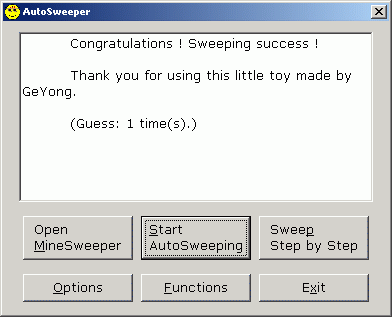 AutoSweeper
Congratulations ! Sweeping success !
Thank you for using this little toy made by
GeYong.
(Guess: 1 time(s).)
Open
MineSweeper
Start
AutoSweeping
Sweep
Step by Step
Options
Functions
Exit